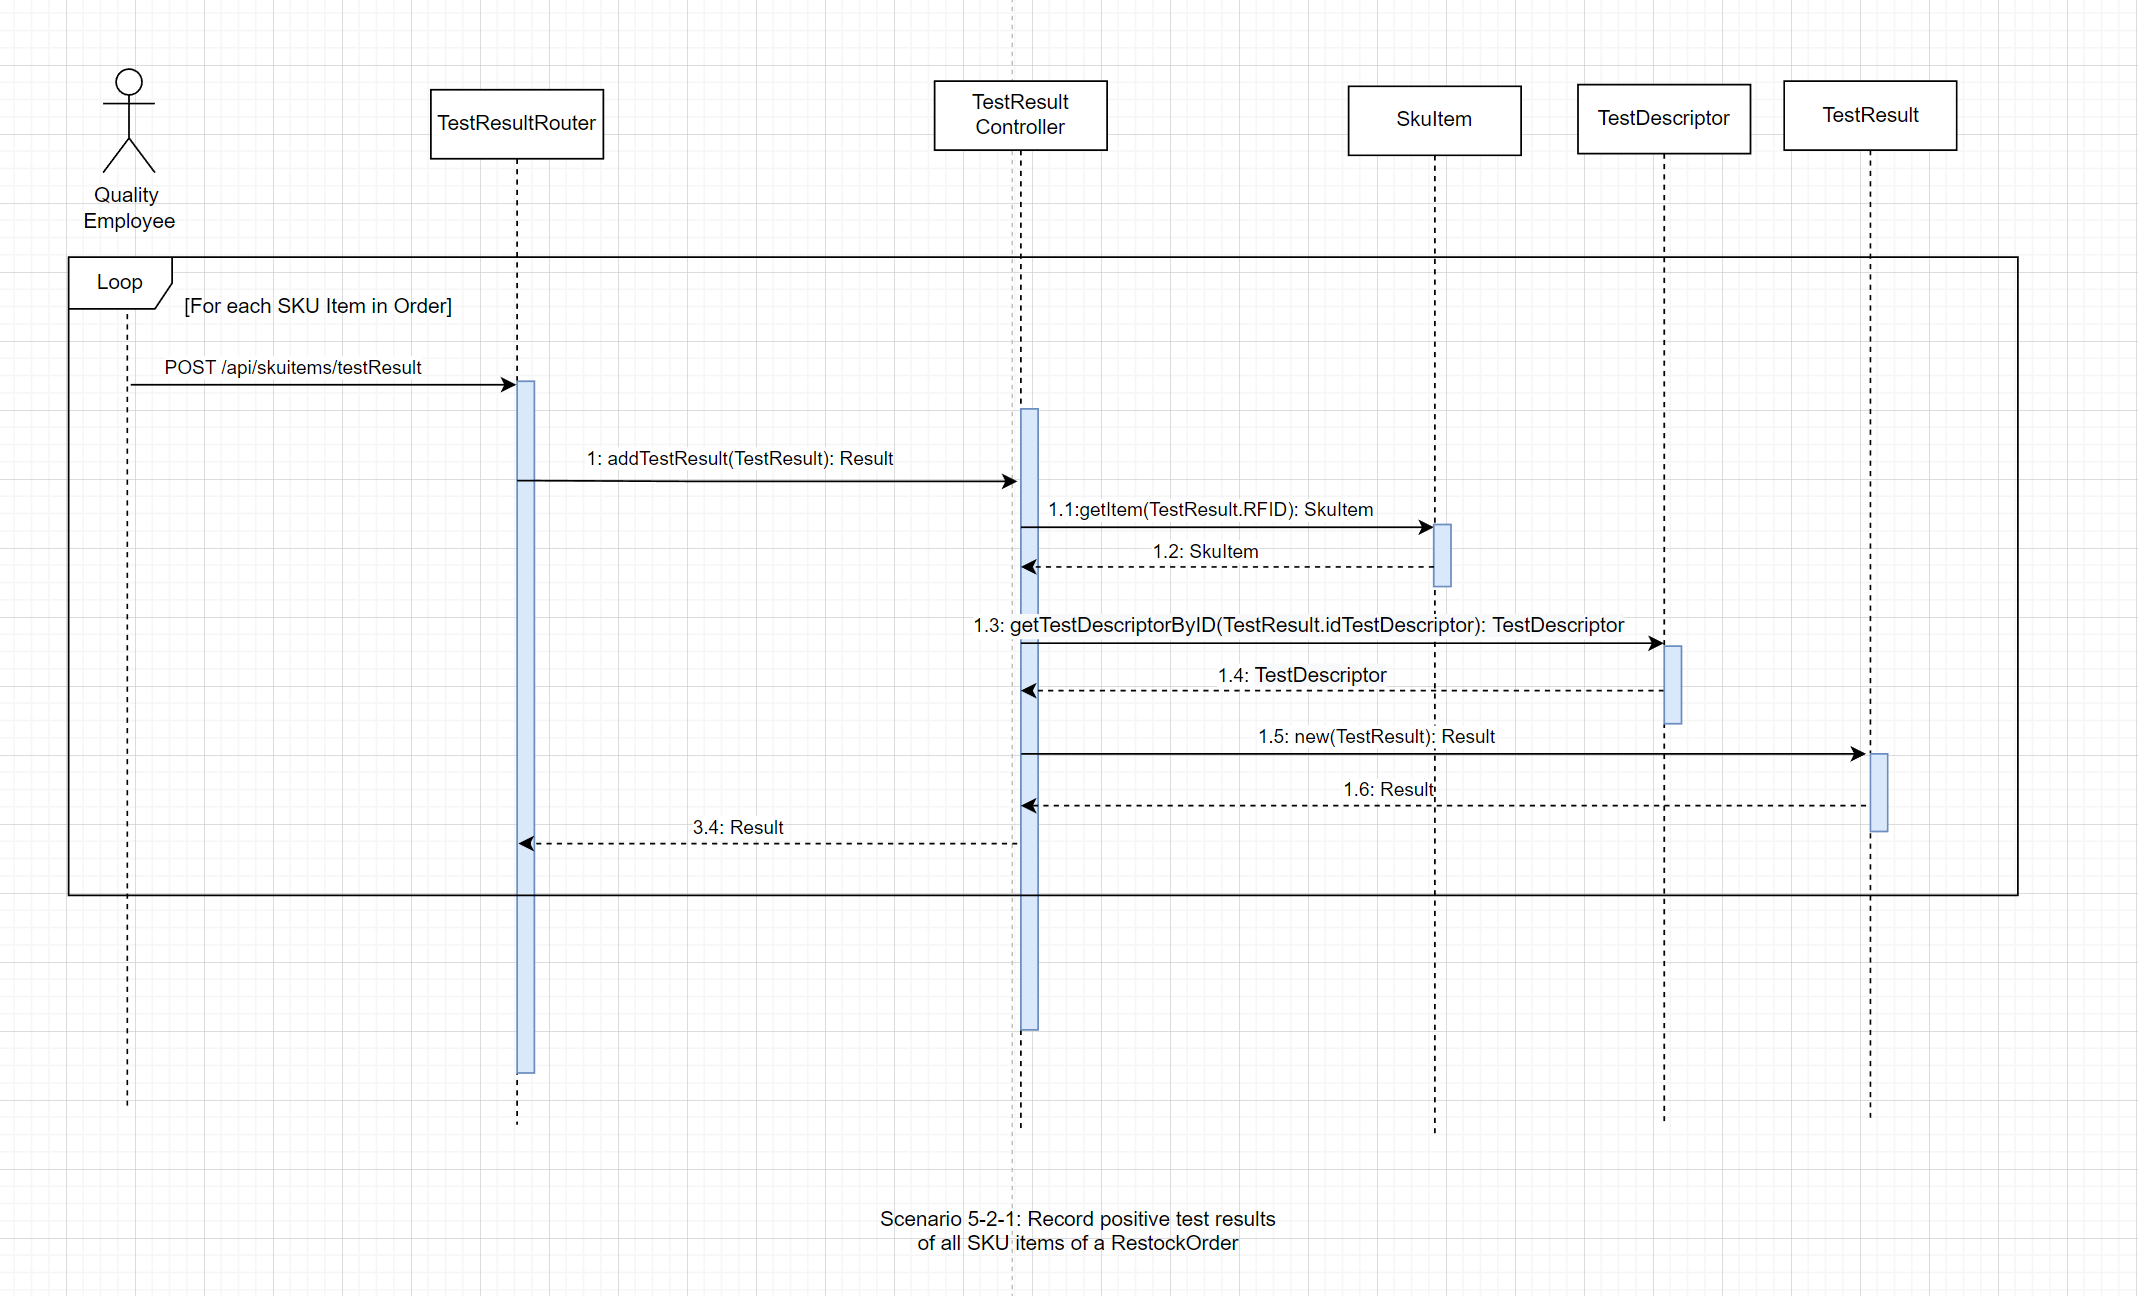 Quality
Employee
TestResultRouter
TestResult
Controller
SkuItem
TestDescriptor
TestResult
Loop
[For each SKU Item in Order]
POST /api/skuitems/testResult
1: addTestResult(TestResult): Result
1.1:getItem(TestResult.RFID): SkuItem
1.2: SkuItem
1.3: getTestDescriptorByID(TestResult.idTestDescriptor): TestDescriptor
1.4: TestDescriptor
1.5: new(TestResult): Result
1.6: Result
3.4: Result
Scenario 5-2-1: Record positive test results
of all SKU items of a RestockOrder